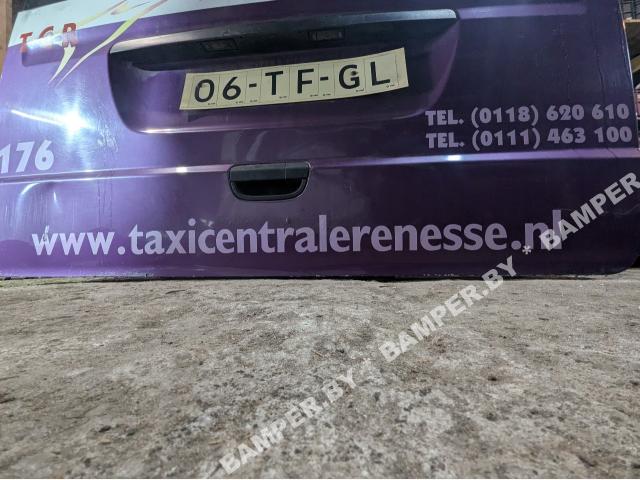 TCR
06-TF-GL
TEL. (0118) 620 610
TEL. (0111) 463 100
176
www.taxicentralerenesse.nl
BAMPER.BY * BAMPER.BY * BAMPER